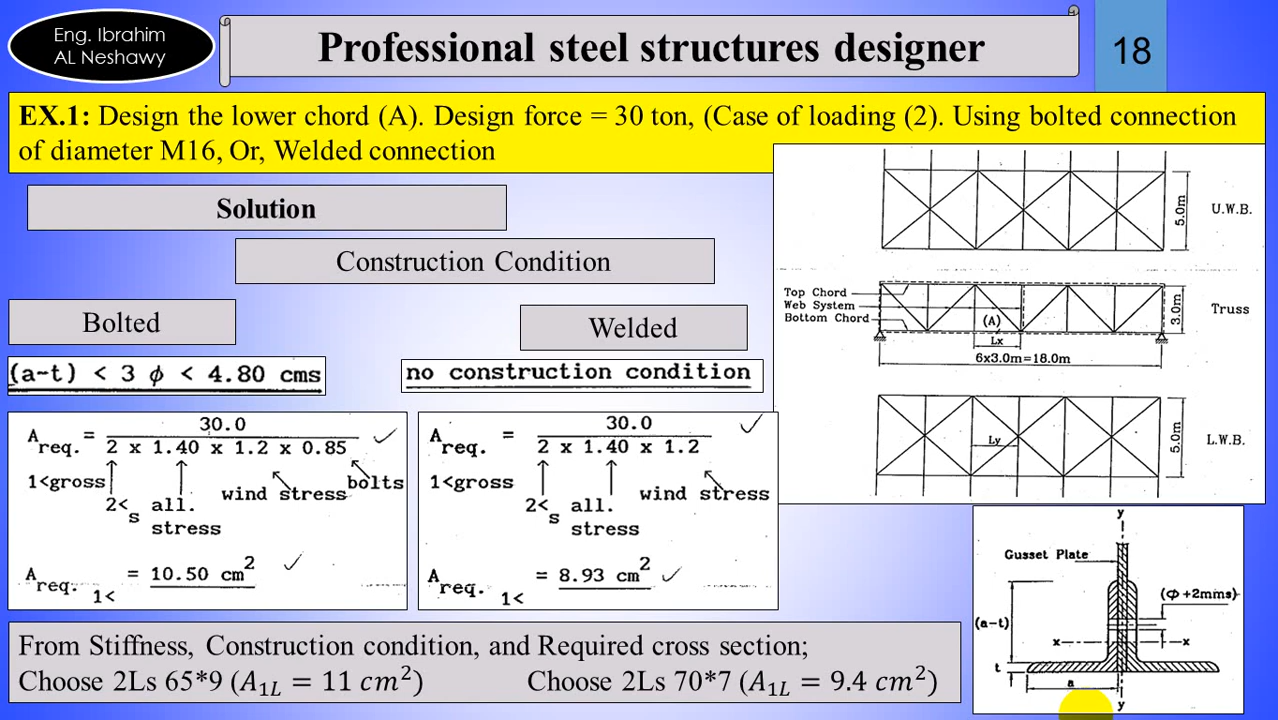 Eng. Ibrahim
AL Neshawy
Professional steel structures designer
18
EX.1: Design the lower chord (A). Design force = 30 ton, (Case of loading (2). Using bolted connection
of diameter M16, Or, Welded connection
Solution
Construction Condition
Bolted
Welded
(a-t) < 3 ϕ < 4.80 cms
no construction condition
A req. = 30.0 / 2 x 1.40 x 1.2 x 0.85 ✓
1<gross
2<s
all.
stress
wind stress
bolts
A req. 1< = 10.50 cm² ✓
A req. = 30.0 / 2 x 1.40 x 1.2 ✓
1<gross
2<s
all.
stress
wind stress
A req. 1< = 8.93 cm² ✓
5.0m
U.W.B.
Top Chord
Web System
Bottom Chord
(A)
Lx
3.0m
Truss
6x3.0m=18.0m
Ly
5.0m
L.W.B.
y
Gusset Plate
(ϕ+2mms)
(a-t)
x
x
t
a
y
From Stiffness, Construction condition, and Required cross section;
Choose 2Ls 65*9 (A₁L = 11 cm²) Choose 2Ls 70*7 (A₁L = 9.4 cm²)